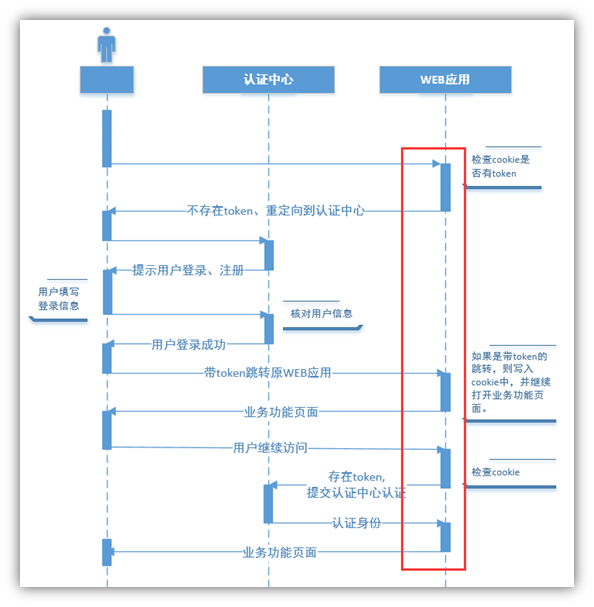 认证中心
WEB应用
检查cookie是
否有token
不存在token、重定向到认证中心
提示用户登录、注册
用户填写
登录信息
核对用户信息
用户登录成功
如果是带token的
跳转，则写入
cookie中，并继续
打开业务功能页
面。
带token跳转原WEB应用
业务功能页面
用户继续访问
检查cookie
存在token,
提交认证中心认证
认证身份
业务功能页面